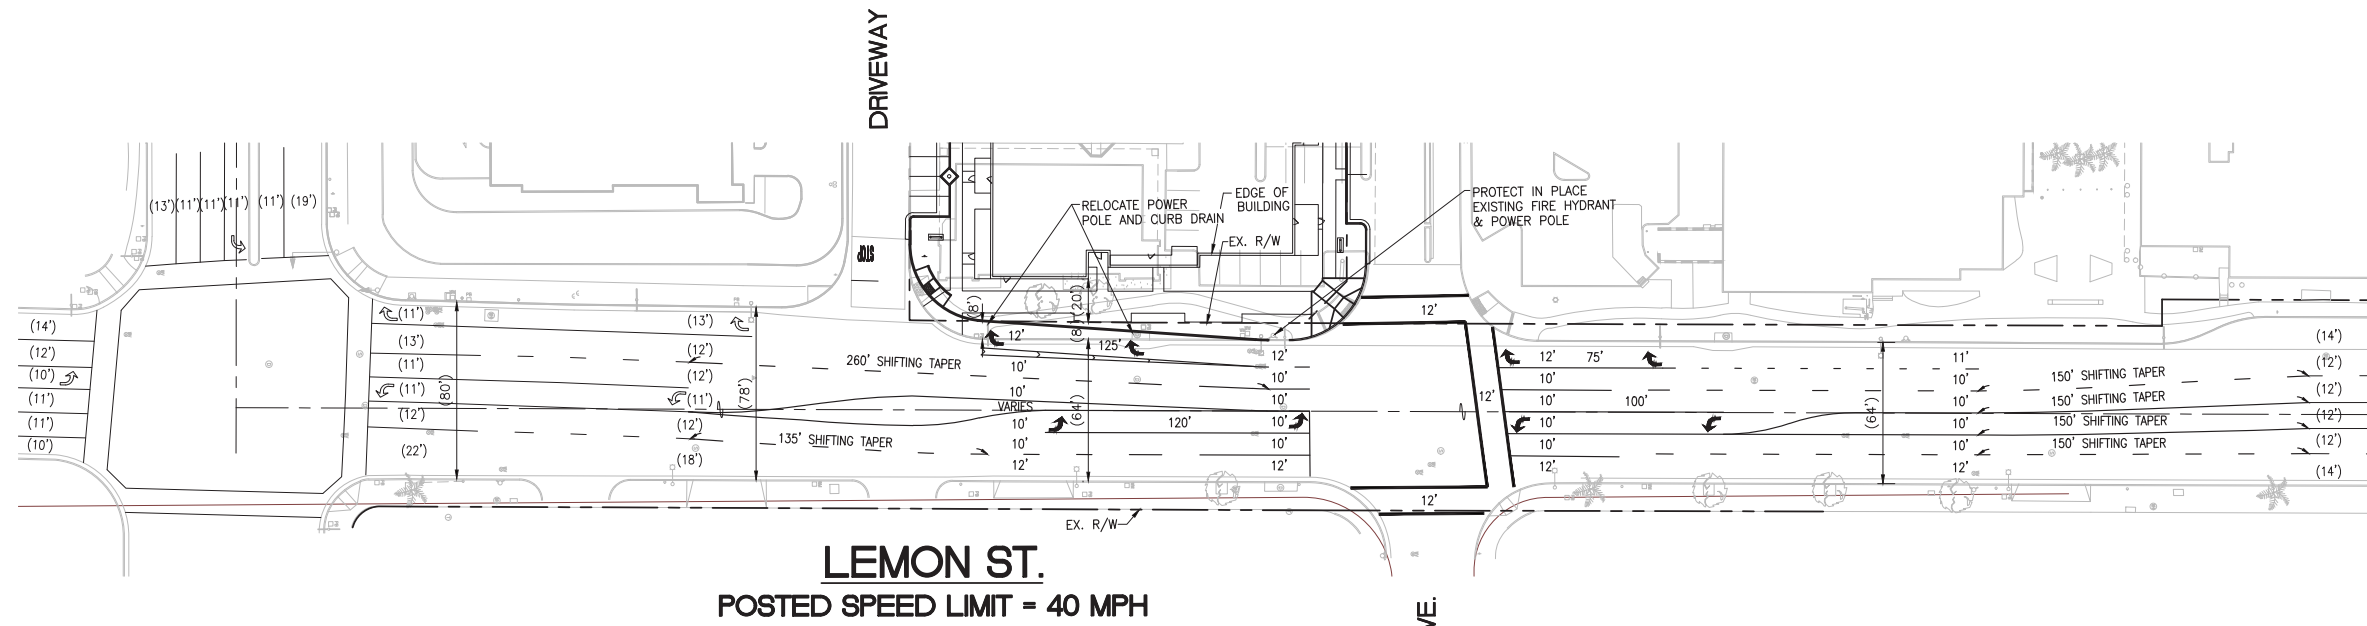 DRIVEWAY
(13')(11')(11')(11') (11') (19')
STOP
RELOCATE POWER
POLE AND CURB DRAIN
EDGE OF
BUILDING
EX. R/W
PROTECT IN PLACE
EXISTING FIRE HYDRANT
& POWER POLE
(14')
(12')
(10')
(11')
(11')
(10')
(11')
(13')
(11')
(11')
(12')
(22')
(80')
(13')
(12')
(12')
(11')
(12')
(18')
(78')
260' SHIFTING TAPER
135' SHIFTING TAPER
(8')
(20')
12'
125'
10'
10'
VARIES
10'
10'
12'
(64')
120'
12'
10'
10'
10'
10'
12'
12'
12'
12'
12' 75'
10'
10' 100'
10'
10'
12'
(64')
11'
10'
10'
10'
10'
12'
150' SHIFTING TAPER
150' SHIFTING TAPER
150' SHIFTING TAPER
150' SHIFTING TAPER
(14')
(12')
(12')
(12')
(12')
(14')
EX. R/W
LEMON ST.
POSTED SPEED LIMIT = 40 MPH
VE.